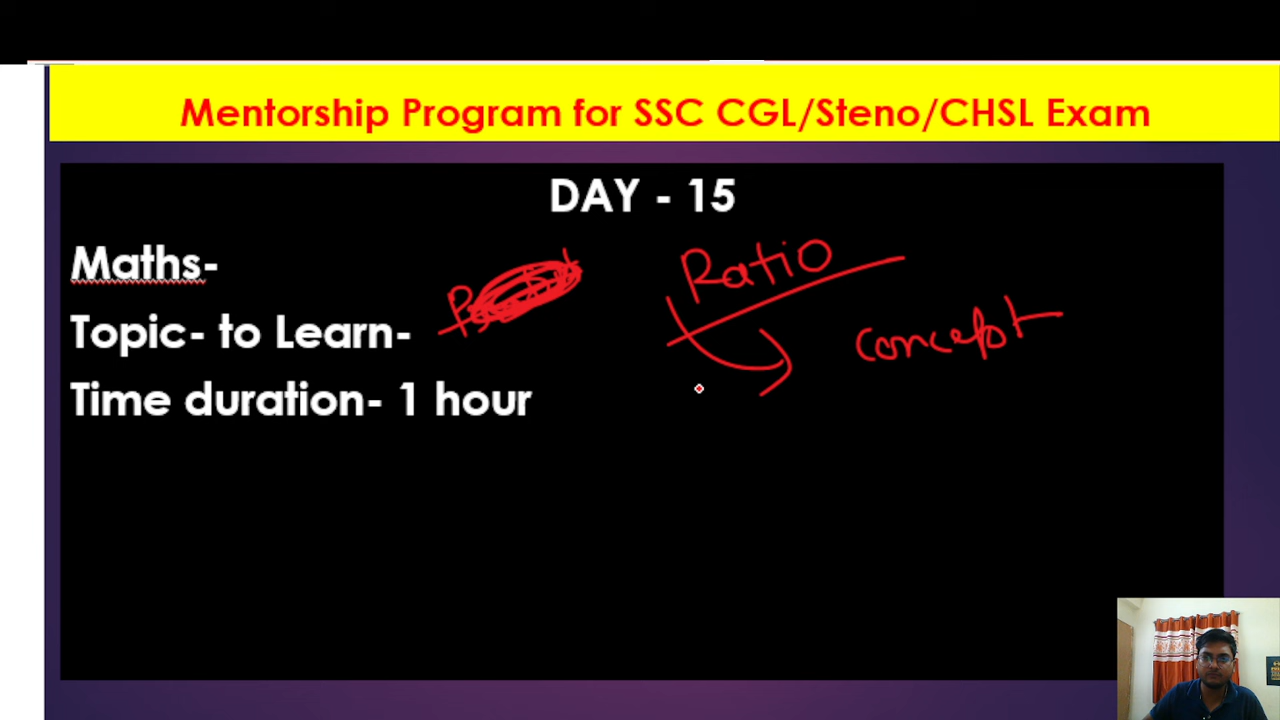 Mentorship Program for SSC CGL/Steno/CHSL Exam
DAY - 15
Maths-
Ratio
Topic- to Learn-
concept
Time duration- 1 hour